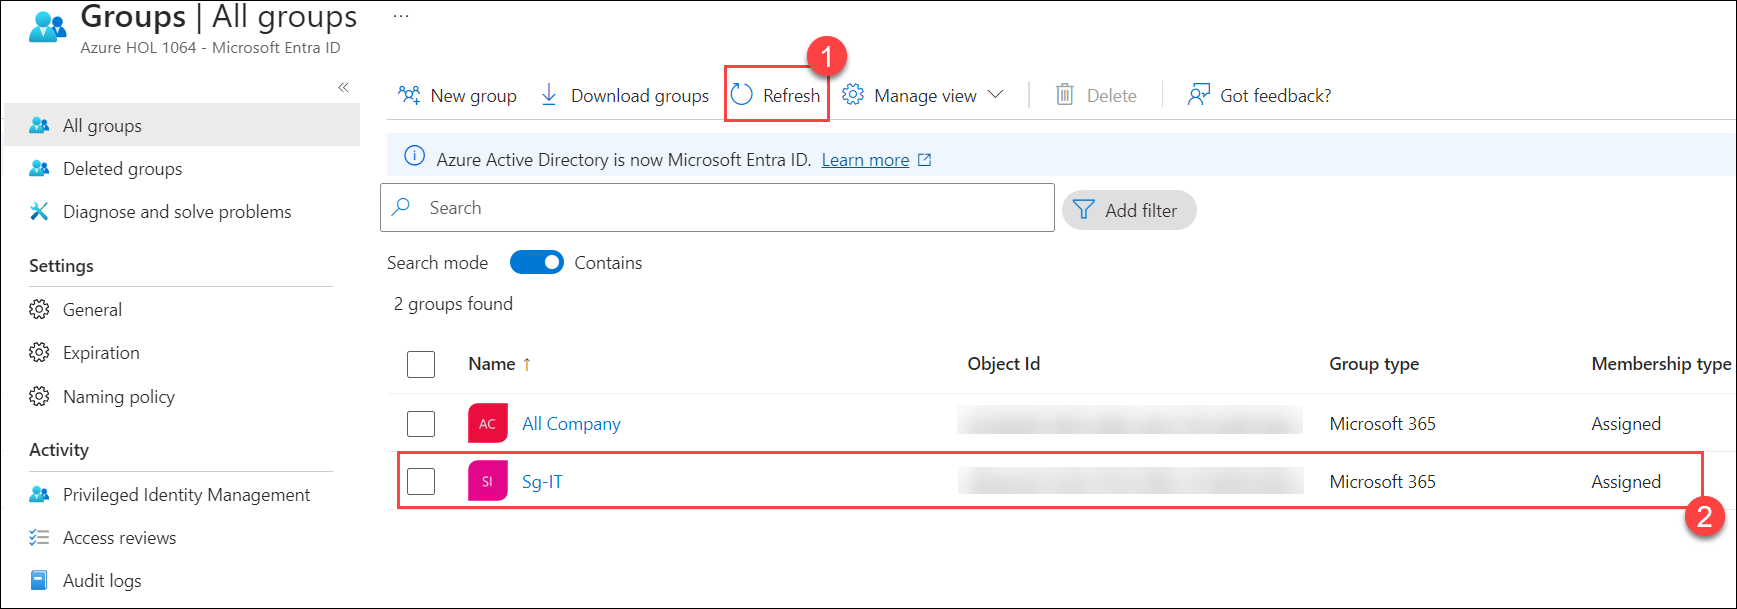 Groups | All groups ...
Azure HOL 1064 - Microsoft Entra ID
«
All groups
Deleted groups
Diagnose and solve problems
Settings
General
Expiration
Naming policy
Activity
Privileged Identity Management
Access reviews
Audit logs
New group Download groups Refresh Manage view Delete Got feedback?
1
Azure Active Directory is now Microsoft Entra ID. Learn more
Search Add filter
Search mode Contains
2 groups found
Name ↑ Object Id Group type Membership type
AC All Company Microsoft 365 Assigned
SI Sg-IT Microsoft 365 Assigned
2